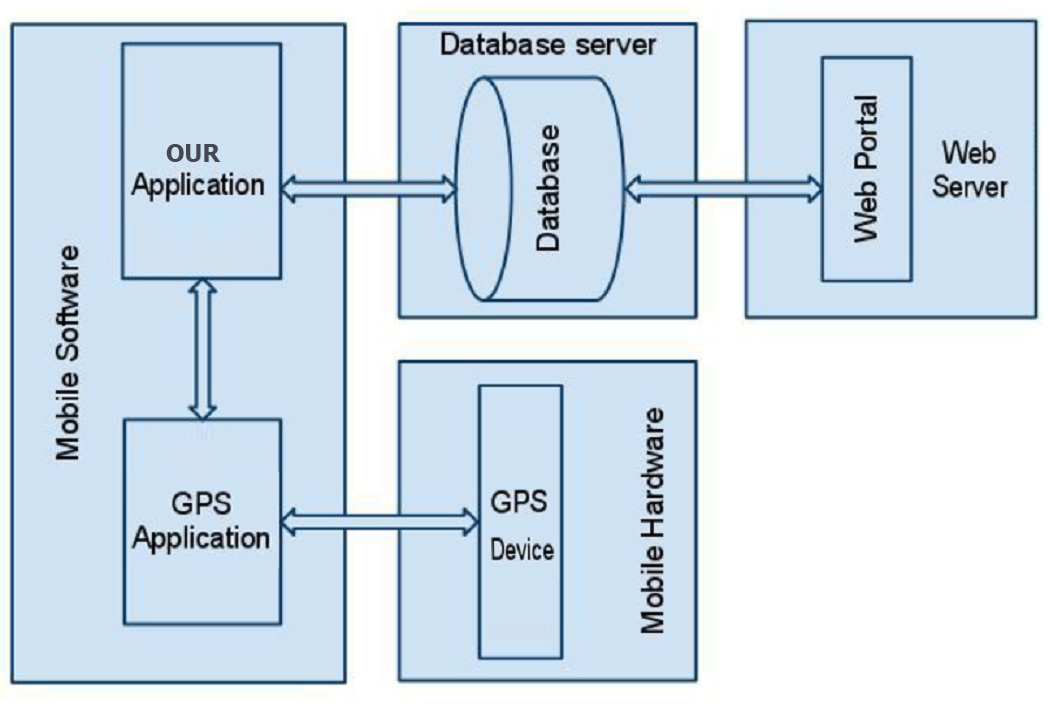 Mobile Software
OUR
Application
GPS
Application
Database server
Database
Web Portal
Web
Server
GPS
Device
Mobile Hardware